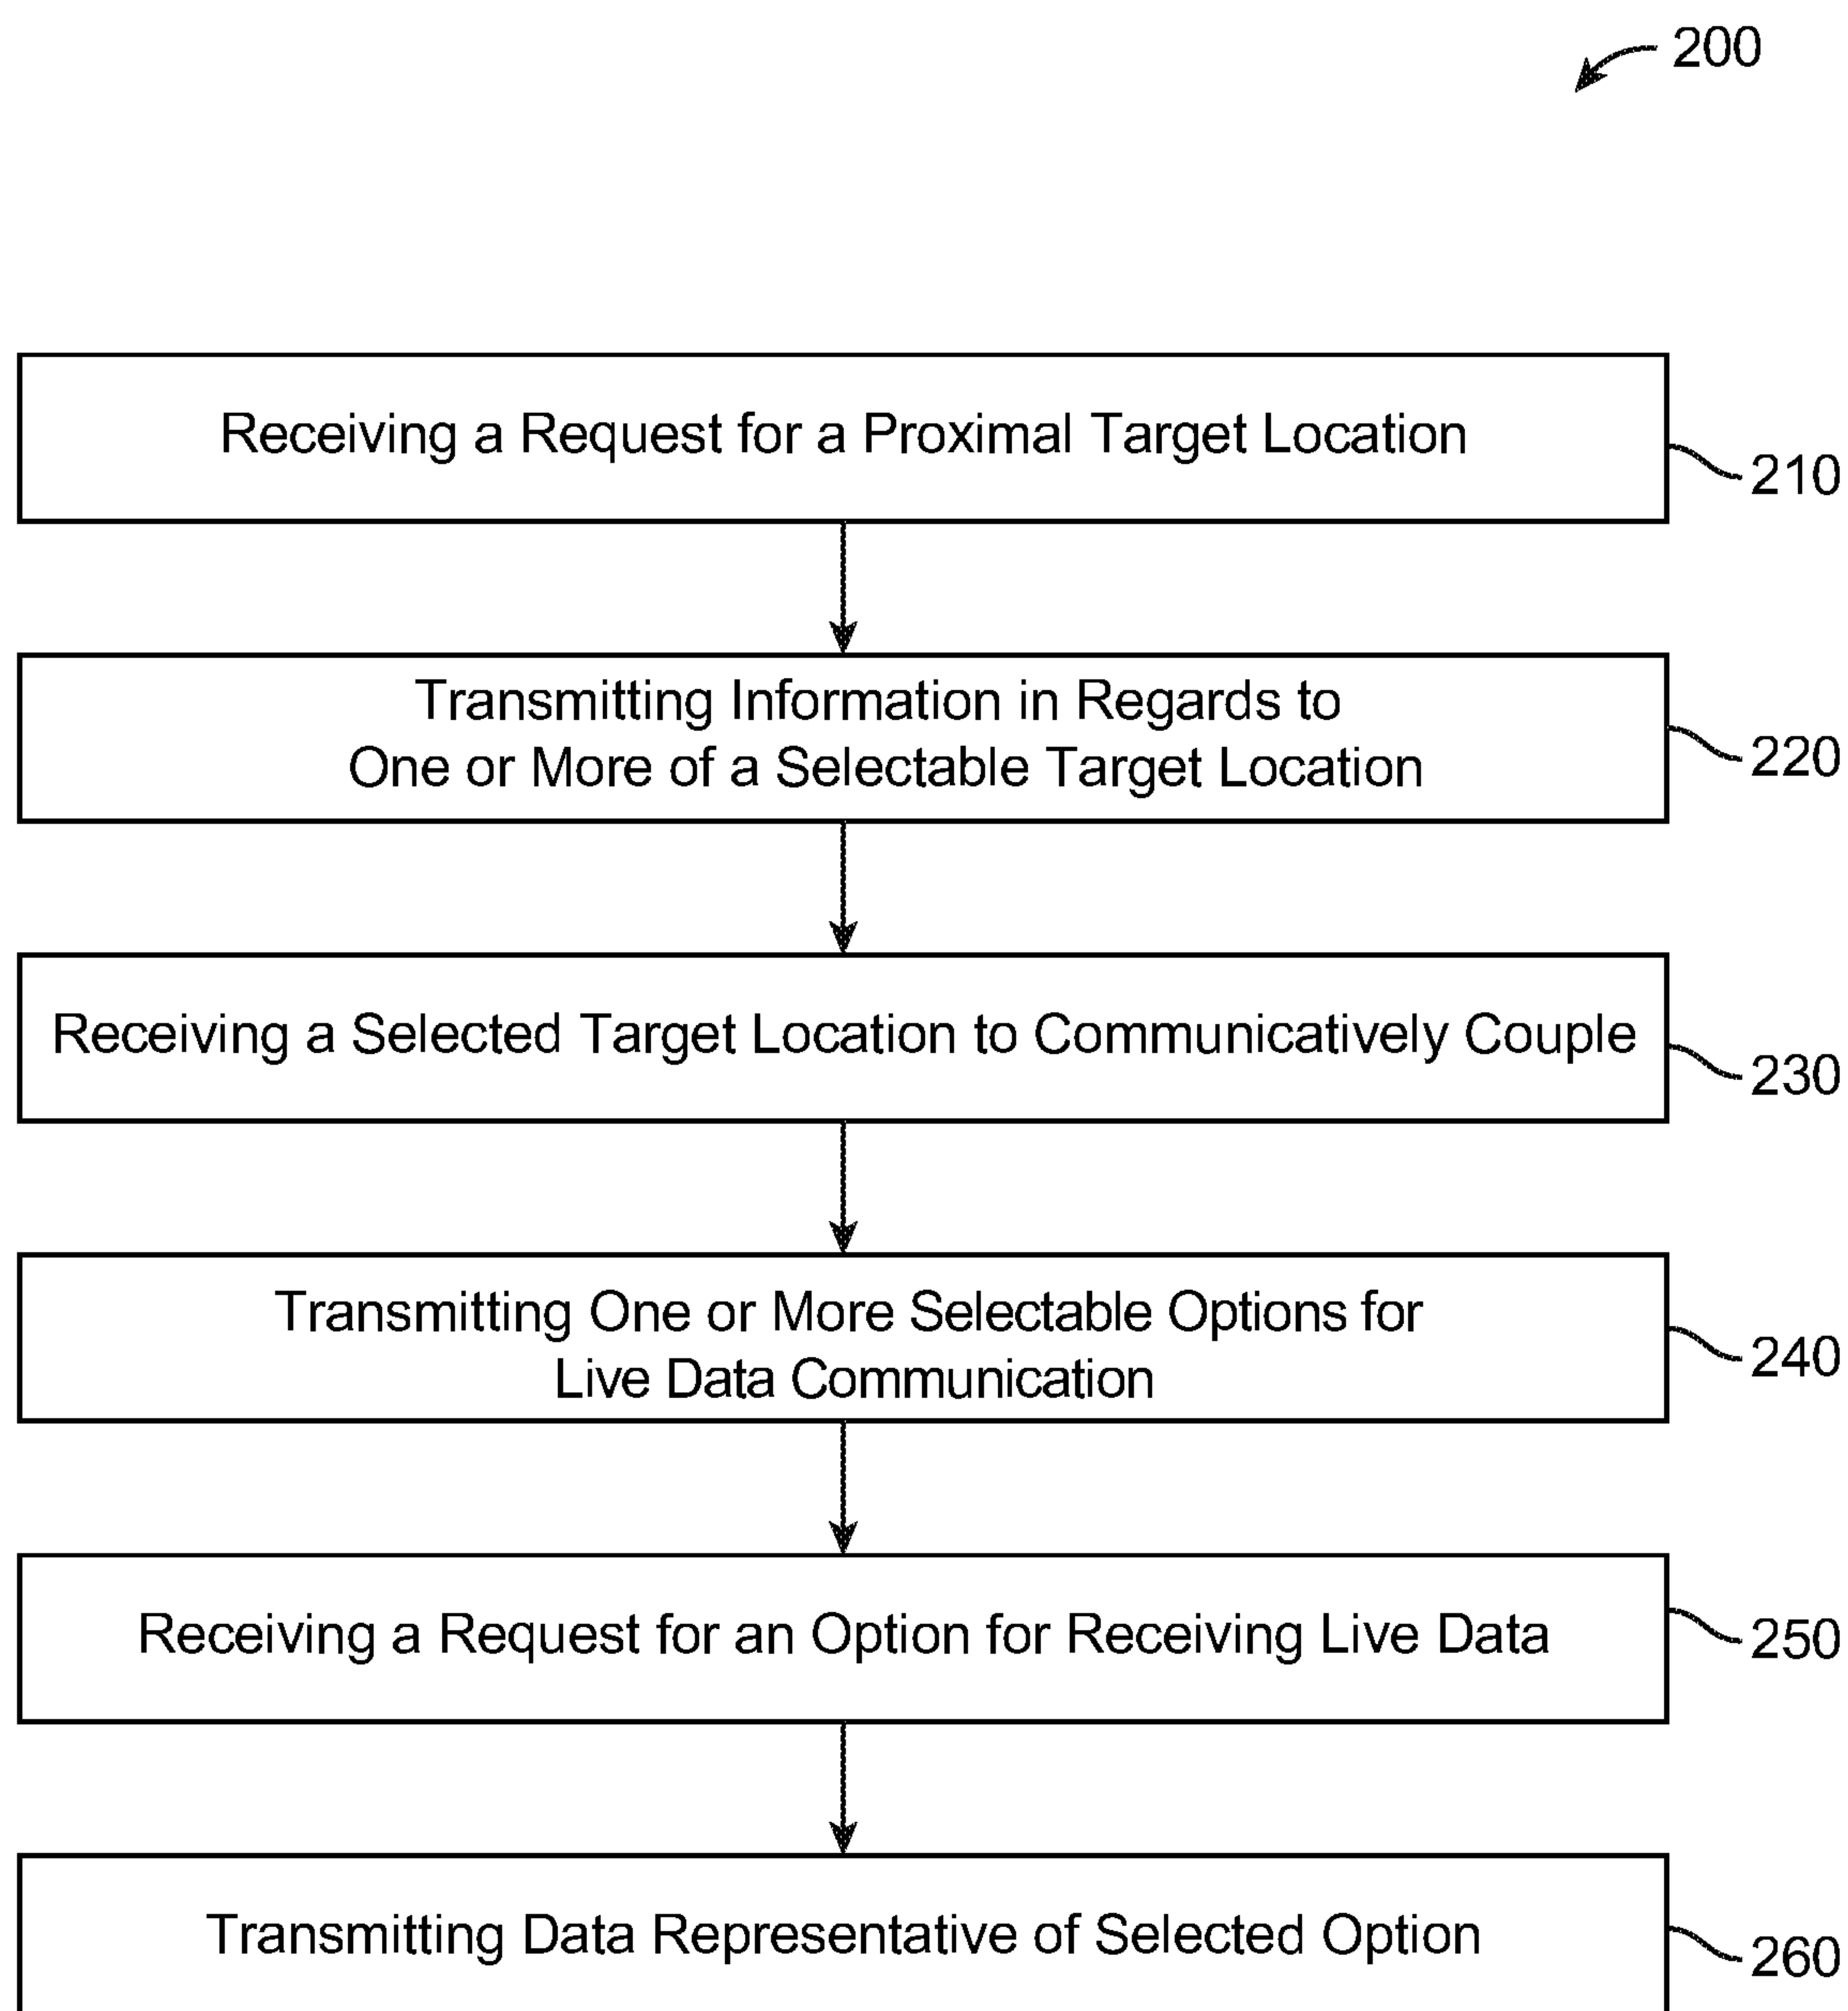 200
Receiving a Request for a Proximal Target Location
210
Transmitting Information in Regards to
One or More of a Selectable Target Location
220
Receiving a Selected Target Location to Communicatively Couple
230
Transmitting One or More Selectable Options for
Live Data Communication
240
Receiving a Request for an Option for Receiving Live Data
250
Transmitting Data Representative of Selected Option
260